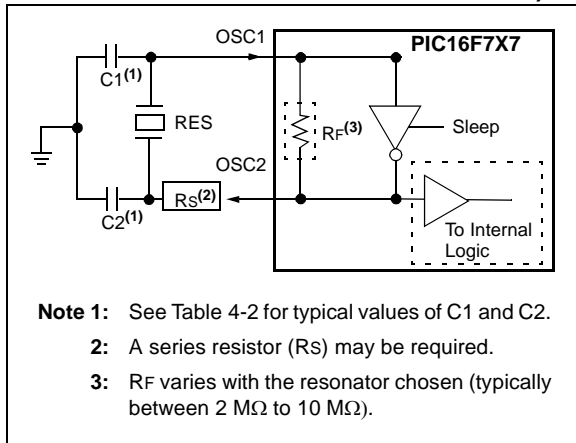 OSC1
PIC16F7X7
C1(1)
RES
RF(3)
Sleep
OSC2
C2(1)
RS(2)
To Internal
Logic
Note 1: See Table 4-2 for typical values of C1 and C2.
2: A series resistor (RS) may be required.
3: RF varies with the resonator chosen (typically
between 2 MΩ to 10 MΩ).